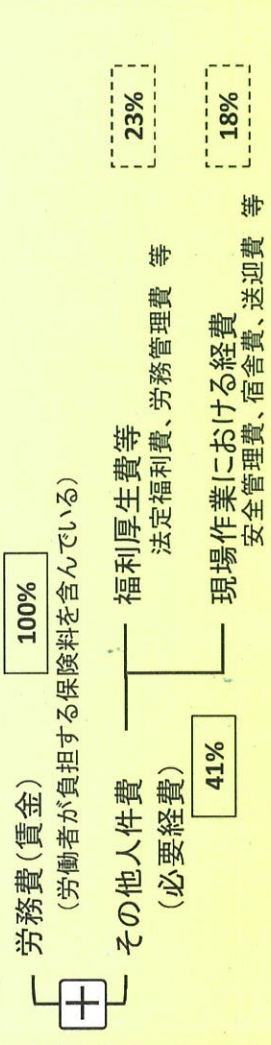 労務費(賃金)
100%
(労働者が負担する保険料を含んでいる)
＋
その他人件費
(必要経費)
41%
福利厚生費等
23%
法定福利費、労務管理費 等
現場作業における経費
18%
安全管理費、宿舎費、送迎費 等